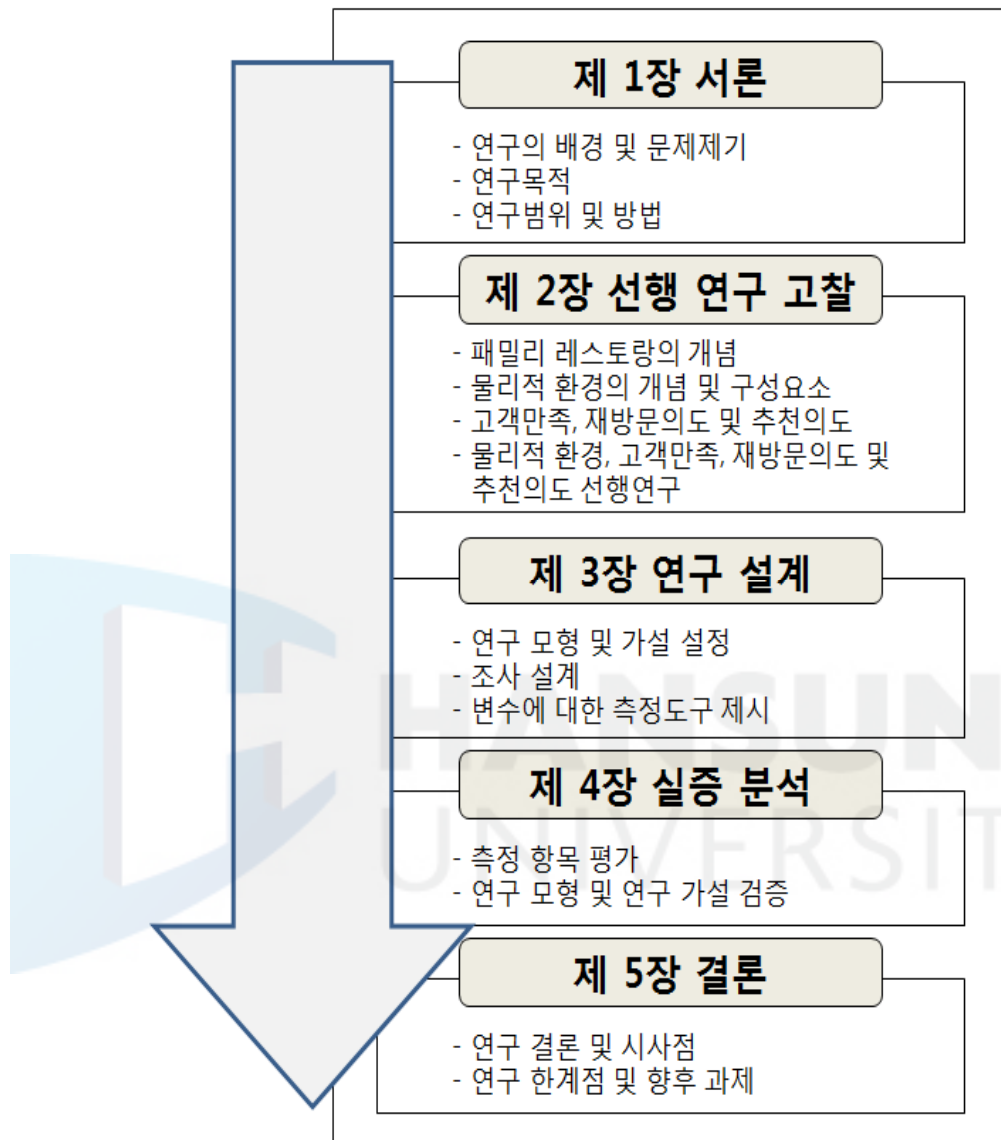 제 1장 서론
- 연구의 배경 및 문제제기
- 연구목적
- 연구범위 및 방법
제 2장 선행 연구 고찰
- 패밀리 레스토랑의 개념
- 물리적 환경의 개념 및 구성요소
- 고객만족, 재방문의도 및 추천의도
- 물리적 환경, 고객만족, 재방문의도 및
추천의도 선행연구
제 3장 연구 설계
- 연구 모형 및 가설 설정
- 조사 설계
- 변수에 대한 측정도구 제시
HANSUN
제 4장 실증 분석
UNIVERSIT
- 측정 항목 평가
- 연구 모형 및 연구 가설 검증
제 5장 결론
- 연구 결론 및 시사점
- 연구 한계점 및 향후 과제